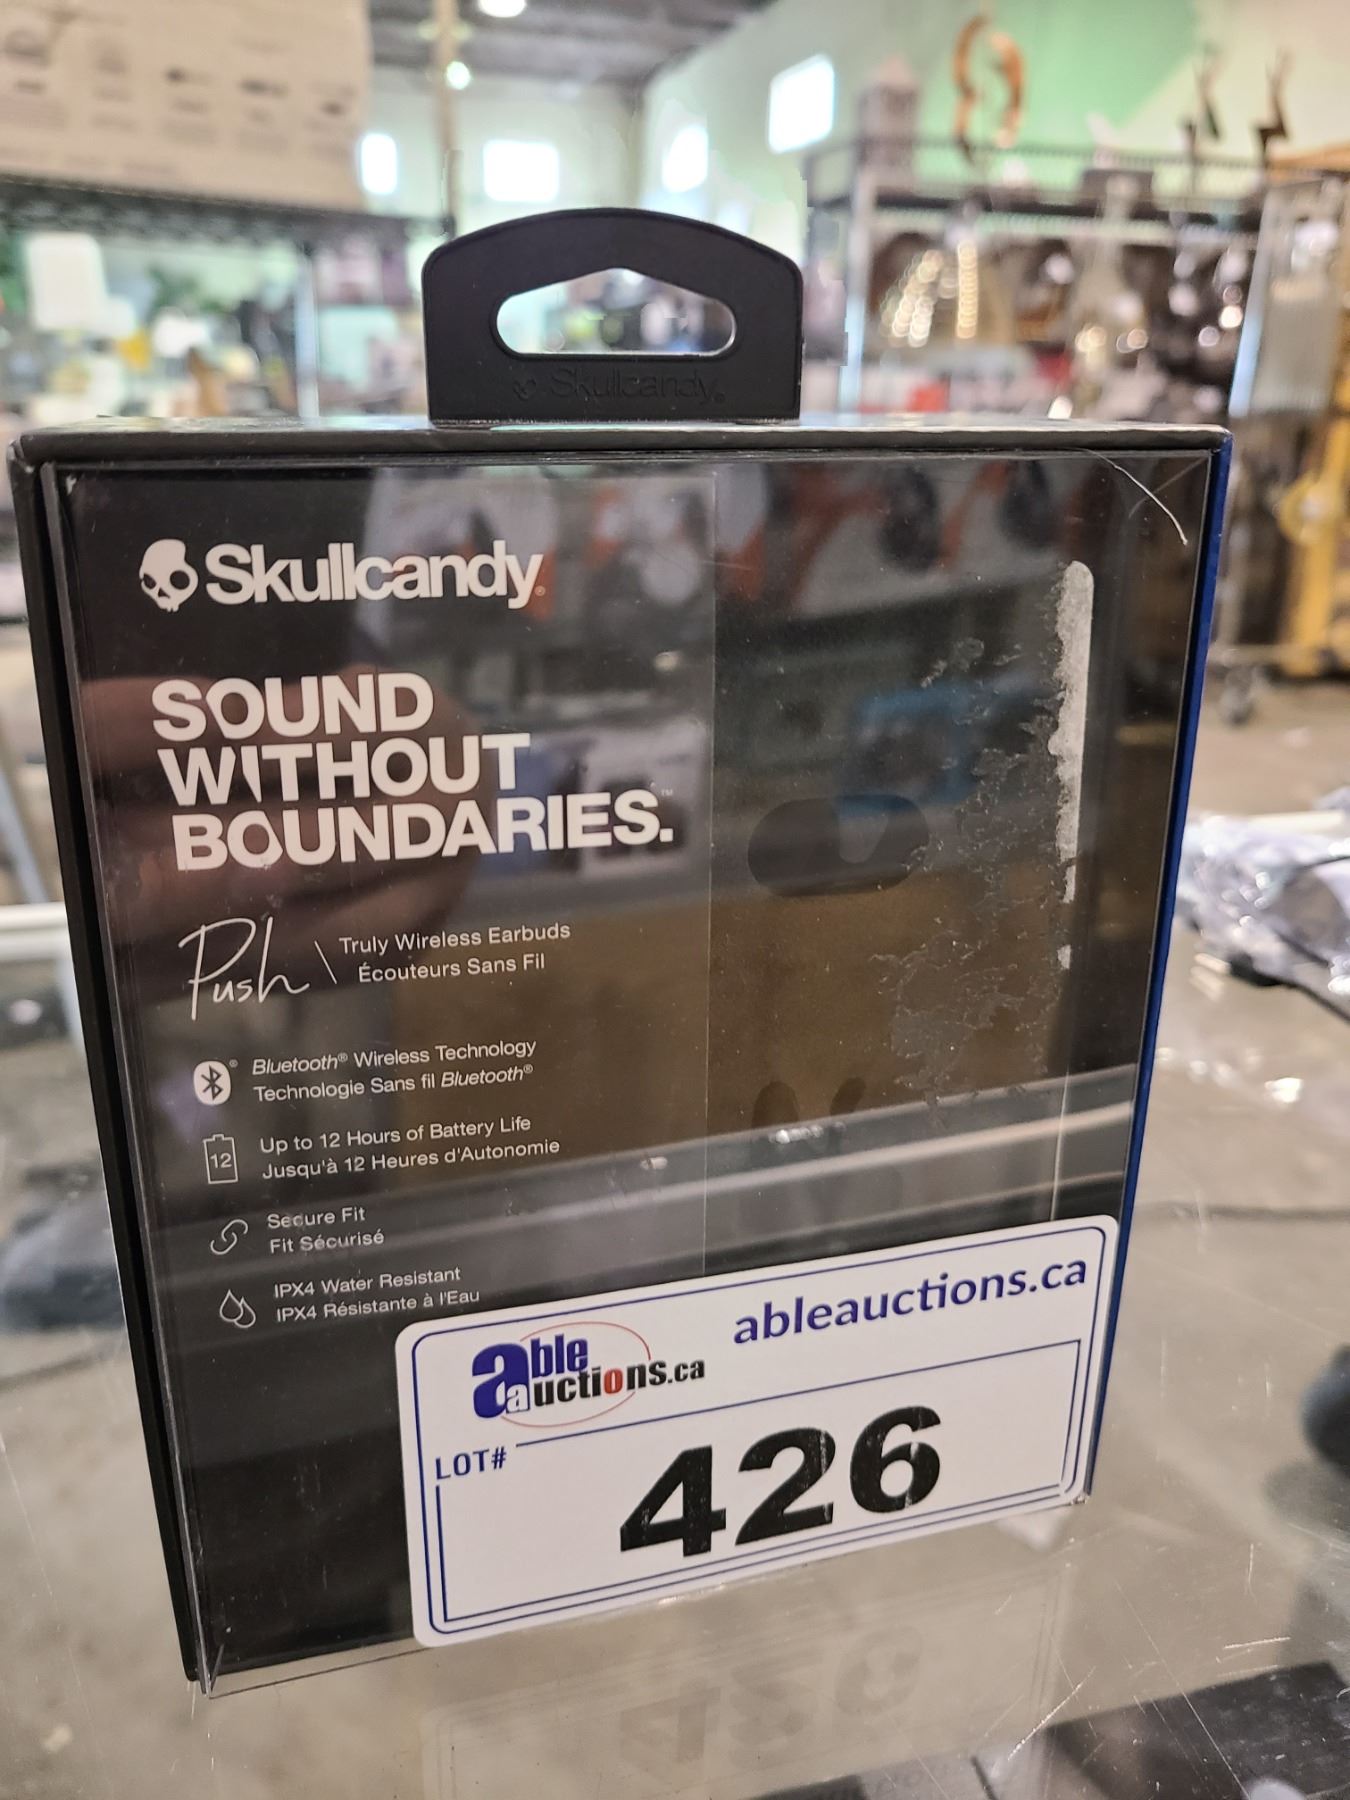 Skullcandy®
Skullcandy®
SOUND
WITHOUT
BOUNDARIES.™
Push \ Truly Wireless Earbuds
Écouteurs Sans Fil
Bluetooth® Wireless Technology
Technologie Sans fil Bluetooth®
12
Up to 12 Hours of Battery Life
Jusqu'à 12 Heures d'Autonomie
Secure Fit
Fit Sécurisé
IPX4 Water Resistant
IPX4 Résistante à l'Eau
ableauctions.ca
able
auctions.ca
LOT#
426